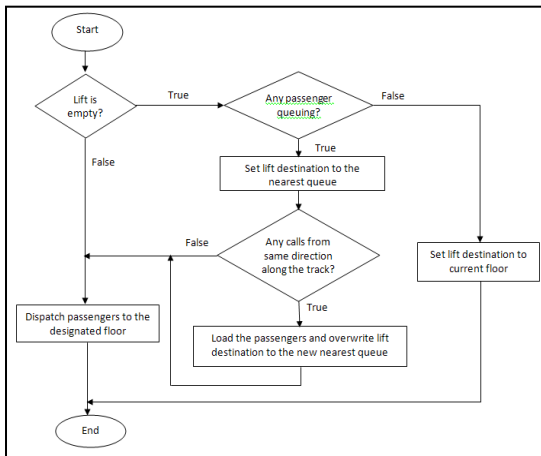 Start
Lift is
empty?
True
Any passenger
queuing?
False
False
True
Set lift destination to the
nearest queue
False
Any calls from
same direction
along the track?
Set lift destination to
current floor
True
Dispatch passengers to the
designated floor
Load the passengers and overwrite lift
destination to the new nearest queue
End